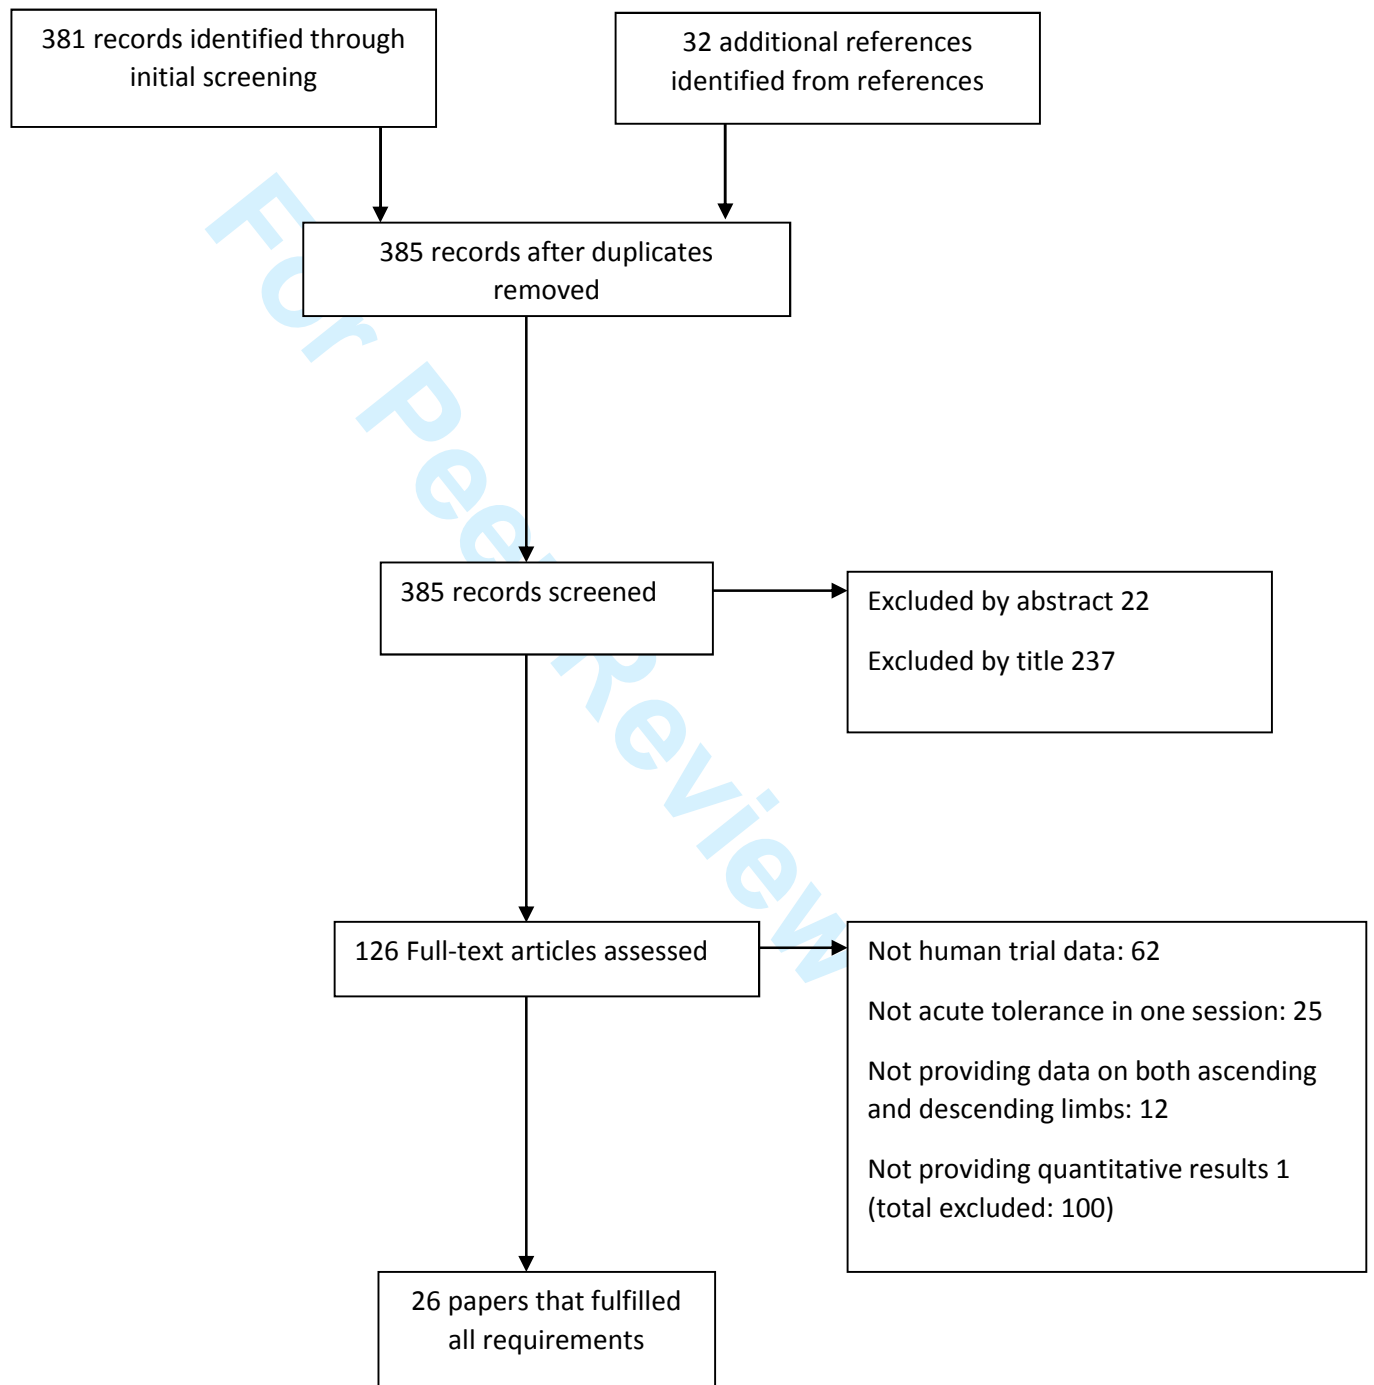 381 records identified through
initial screening
32 additional references
identified from references
385 records after duplicates
removed
385 records screened
Excluded by abstract 22
Excluded by title 237
126 Full-text articles assessed
Not human trial data: 62
Not acute tolerance in one session: 25
Not providing data on both ascending
and descending limbs: 12
Not providing quantitative results 1
(total excluded: 100)
26 papers that fulfilled
all requirements
For Peer Review